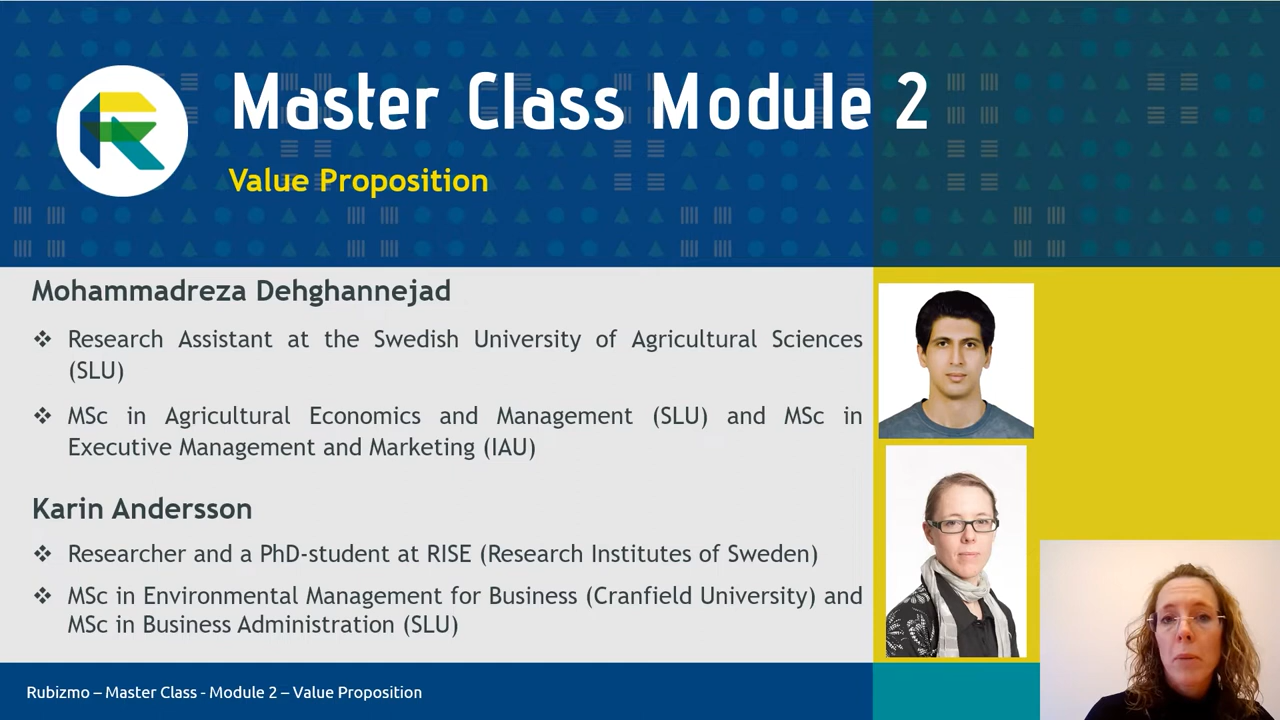 Master Class Module 2
Value Proposition
Mohammadreza Dehghannejad
❖ Research Assistant at the Swedish University of Agricultural Sciences
(SLU)
❖ MSc in Agricultural Economics and Management (SLU) and MSc in
Executive Management and Marketing (IAU)
Karin Andersson
❖ Researcher and a PhD-student at RISE (Research Institutes of Sweden)
❖ MSc in Environmental Management for Business (Cranfield University) and
MSc in Business Administration (SLU)
Rubizmo – Master Class - Module 2 – Value Proposition